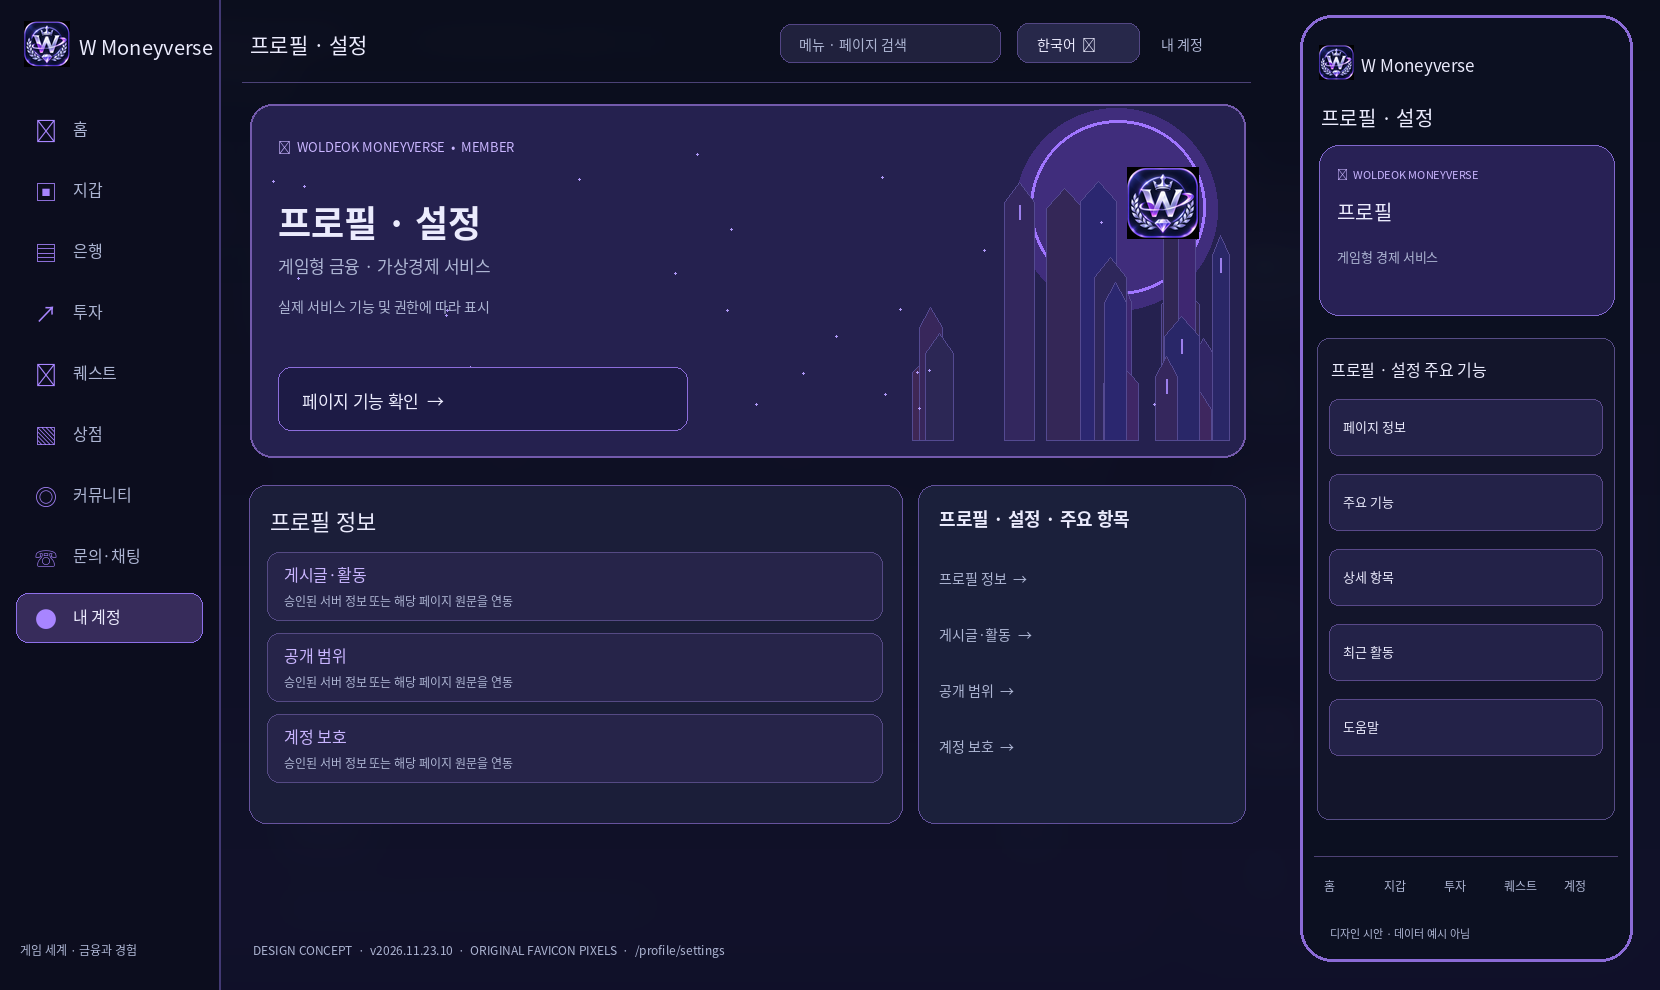 W Moneyverse
홈
지갑
은행
투자
퀘스트
상점
커뮤니티
문의·채팅
내 계정
게임 세계 · 금융과 경험
프로필 · 설정
메뉴 · 페이지 검색
한국어
내 계정
WOLDEOK MONEYVERSE • MEMBER
프로필 · 설정
게임형 금융 · 가상경제 서비스
실제 서비스 기능 및 권한에 따라 표시
페이지 기능 확인 →
프로필 정보
게시글·활동
승인된 서버 정보 또는 해당 페이지 원문을 연동
공개 범위
승인된 서버 정보 또는 해당 페이지 원문을 연동
계정 보호
승인된 서버 정보 또는 해당 페이지 원문을 연동
프로필 · 설정 · 주요 항목
프로필 정보 →
게시글·활동 →
공개 범위 →
계정 보호 →
DESIGN CONCEPT · v2026.11.23.10 · ORIGINAL FAVICON PIXELS · /profile/settings
W Moneyverse
프로필 · 설정
WOLDEOK MONEYVERSE
프로필
게임형 경제 서비스
프로필 · 설정 주요 기능
페이지 정보
주요 기능
상세 항목
최근 활동
도움말
홈 지갑 투자 퀘스트 계정
디자인 시안 · 데이터 예시 아님